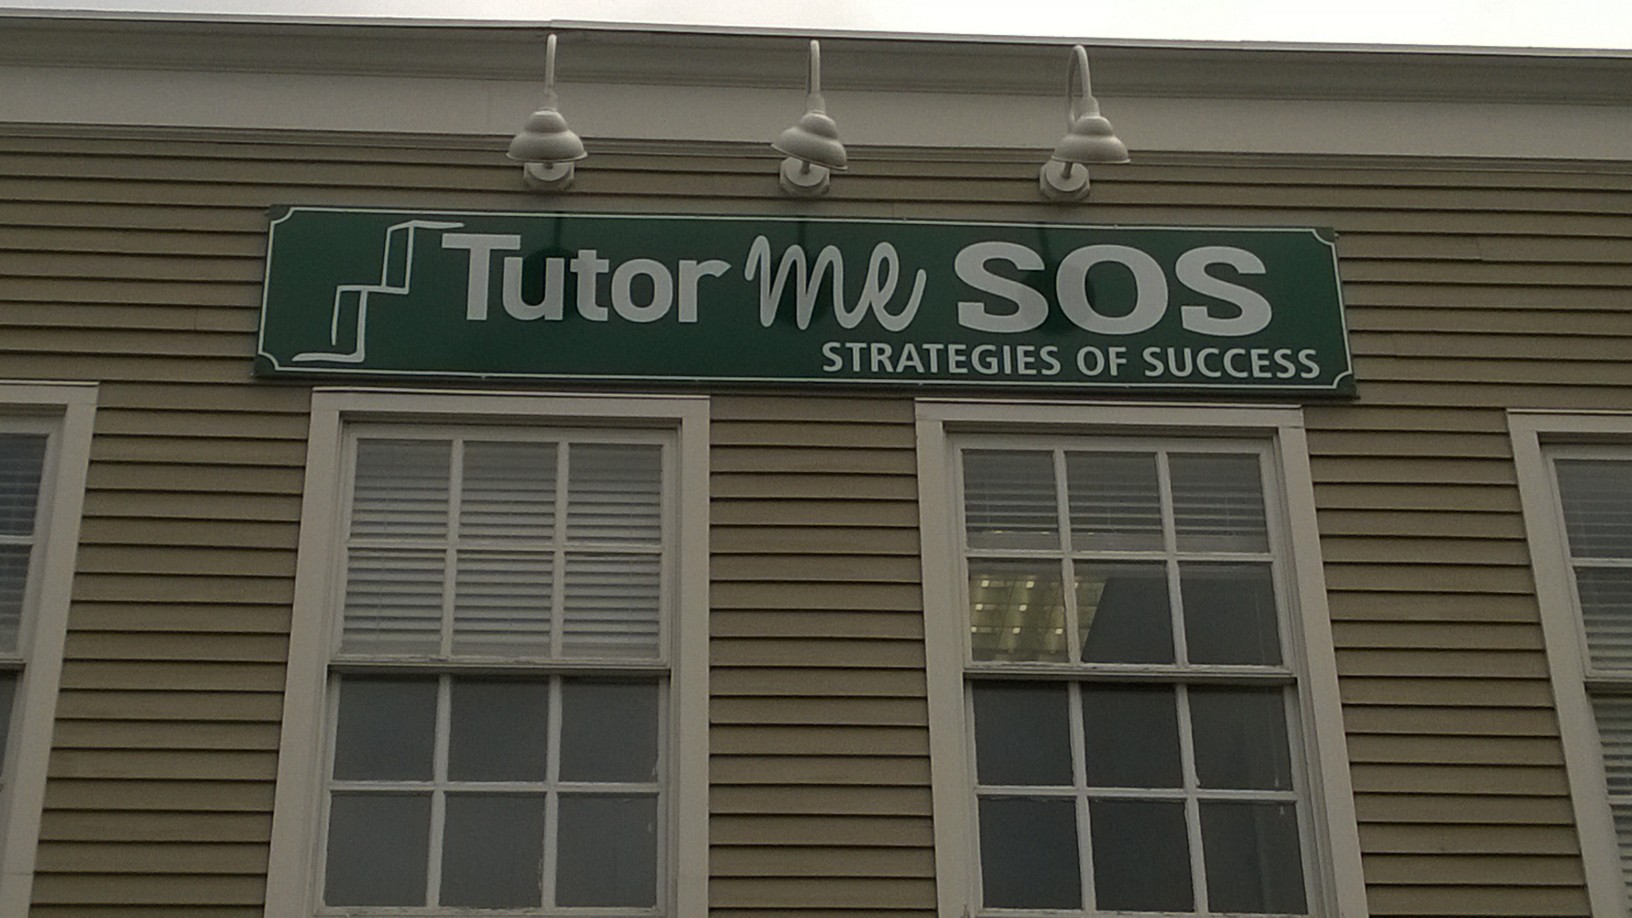 Tutor me SOS
STRATEGIES OF SUCCESS